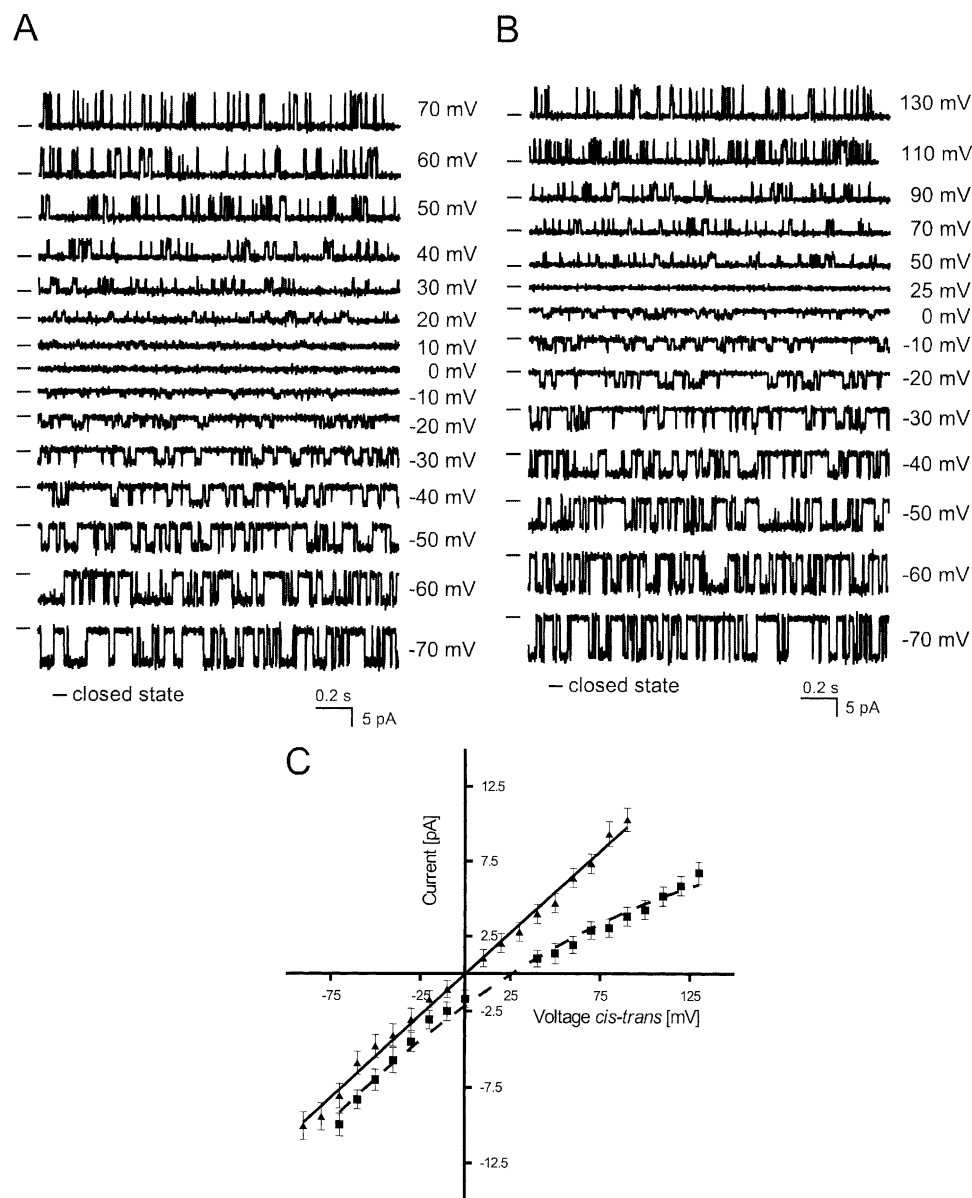 A
70 mV
60 mV
50 mV
40 mV
30 mV
20 mV
10 mV
0 mV
-10 mV
-20 mV
-30 mV
-40 mV
-50 mV
-60 mV
-70 mV
– closed state
0.2 s
5 pA
B
130 mV
110 mV
90 mV
70 mV
50 mV
25 mV
0 mV
-10 mV
-20 mV
-30 mV
-40 mV
-50 mV
-60 mV
-70 mV
– closed state
0.2 s
5 pA
C
Current [pA]
12.5
7.5
2.5
-75 -25 25 75 125
-2.5
Voltage cis-trans [mV]
-7.5
-12.5